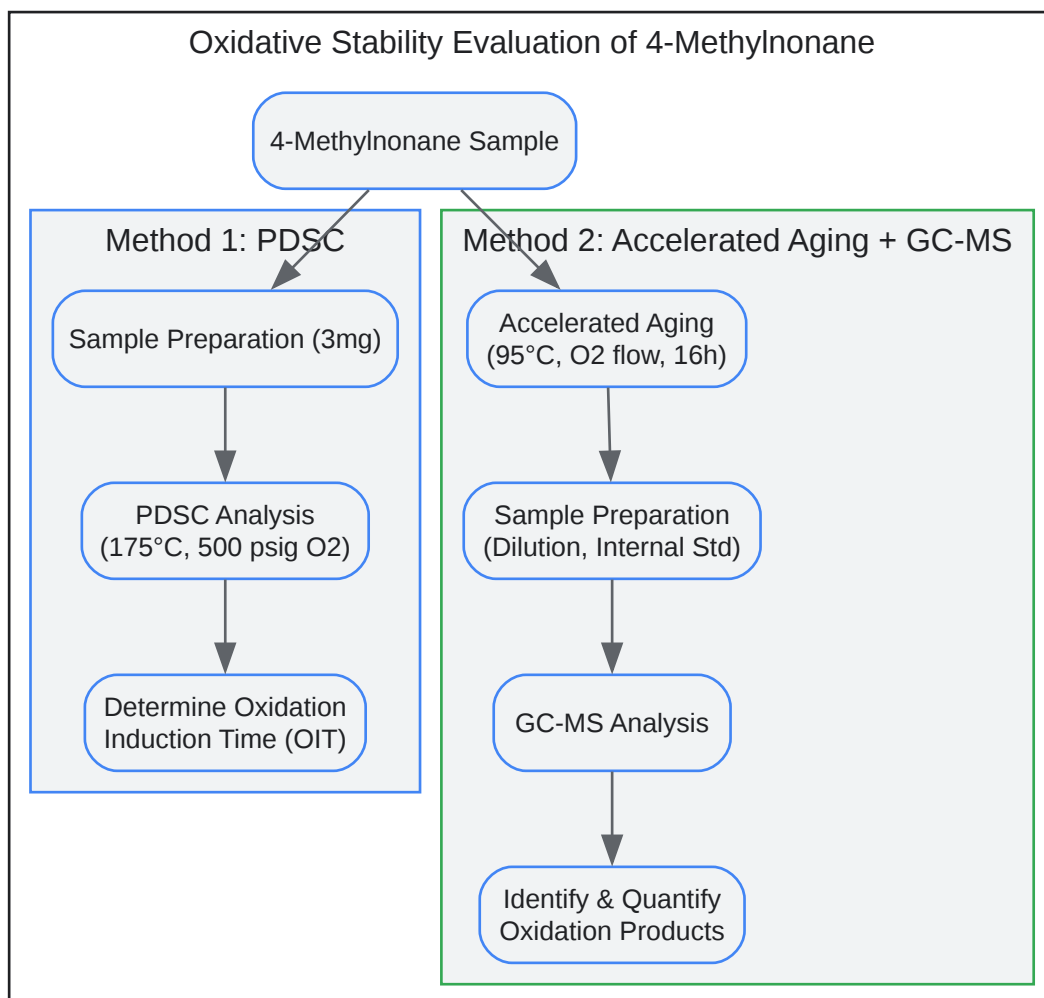 Oxidative Stability Evaluation of 4-Methylnonane
4-Methylnonane Sample
Method 1: PDSC
Sample Preparation (3mg)
PDSC Analysis
(175°C, 500 psig O2)
Determine Oxidation
Induction Time (OIT)
Method 2: Accelerated Aging + GC-MS
Accelerated Aging
(95°C, O2 flow, 16h)
Sample Preparation
(Dilution, Internal Std)
GC-MS Analysis
Identify & Quantify
Oxidation Products